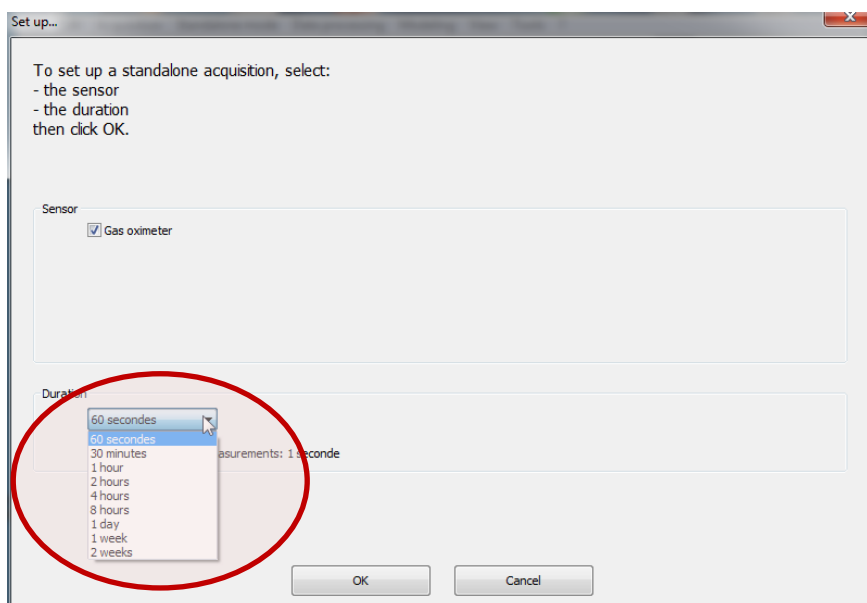 Set up...
To set up a standalone acquisition, select:
- the sensor
- the duration
then click OK.
Sensor
Gas oximeter
Duration
60 secondes
60 secondes
30 minutes
asurements: 1 seconde
1 hour
2 hours
4 hours
8 hours
1 day
1 week
2 weeks
OK
Cancel